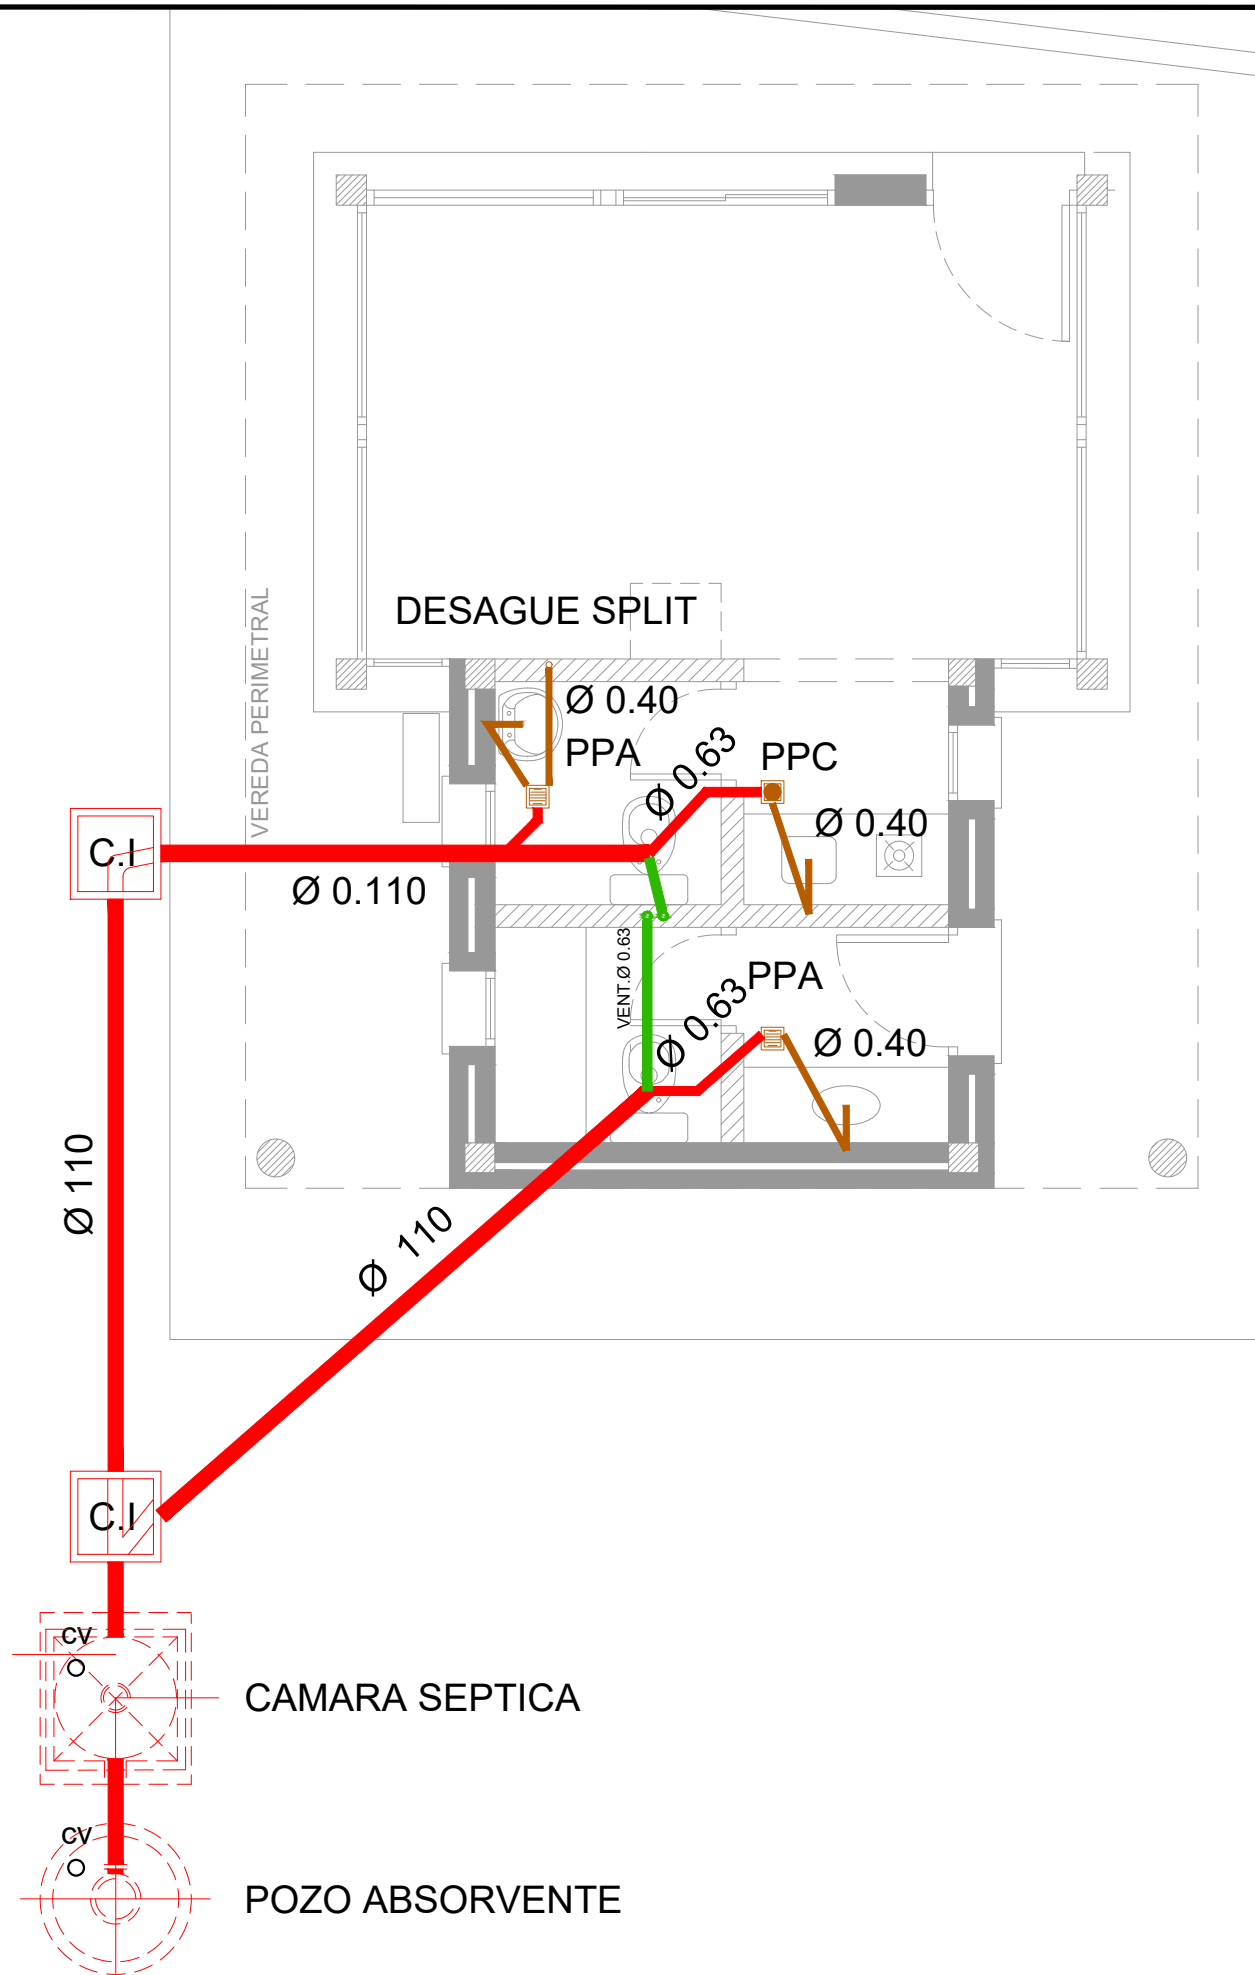 DESAGUE SPLIT
VEREDA PERIMETRAL
Ø 0.40
PPA
Ø 0.63
PPC
Ø 0.40
C.I
Ø 0.110
VENT.Ø 0.63
PPA
Ø 0.63
Ø 0.40
Ø 110
Ø 110
C.I
cv
CAMARA SEPTICA
cv
POZO ABSORVENTE